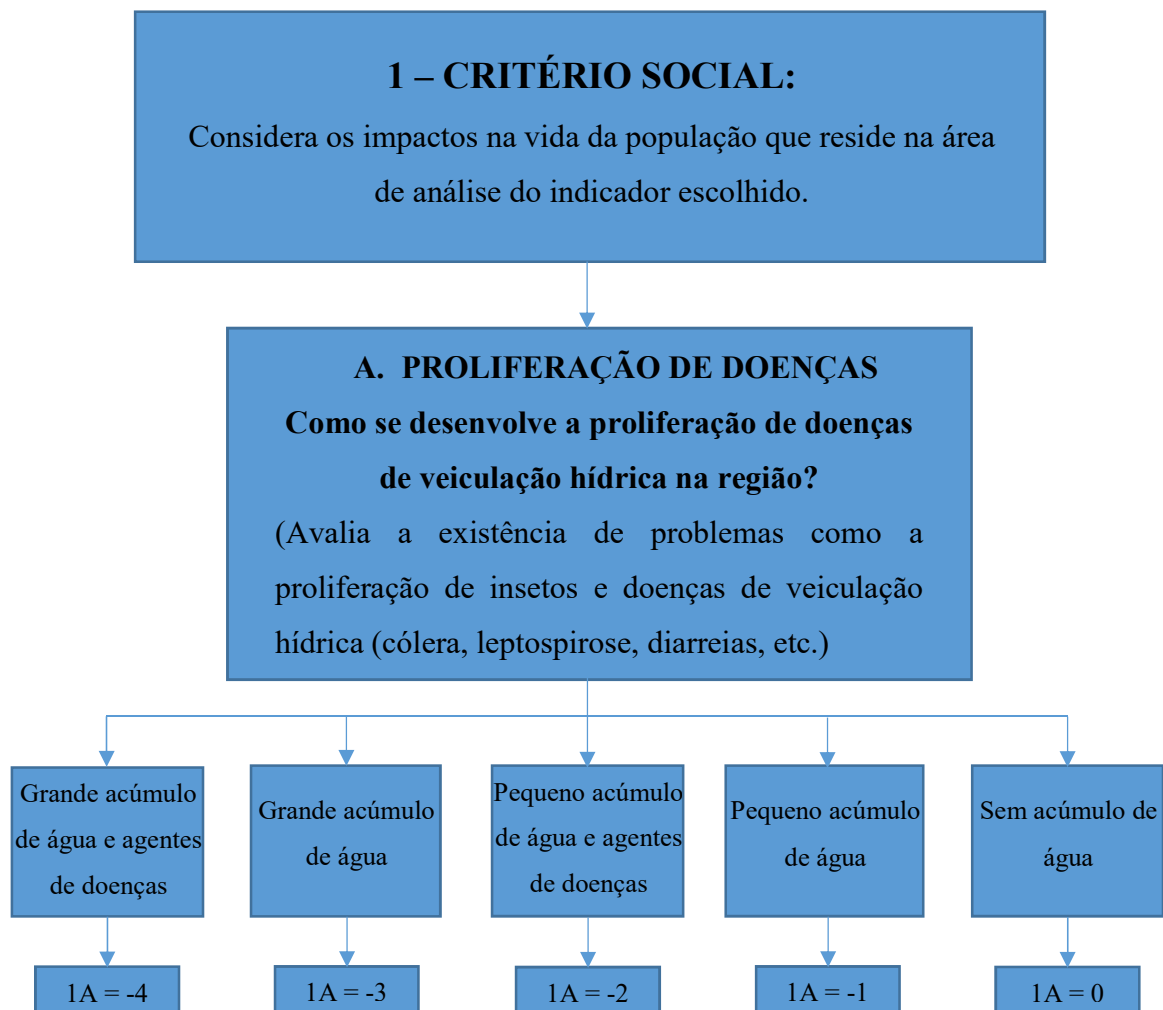 1 – CRITÉRIO SOCIAL:
Considera os impactos na vida da população que reside na área
de análise do indicador escolhido.
A. PROLIFERAÇÃO DE DOENÇAS
Como se desenvolve a proliferação de doenças
de veiculação hídrica na região?
(Avalia a existência de problemas como a
proliferação de insetos e doenças de veiculação
hídrica (cólera, leptospirose, diarreias, etc.)
Grande acúmulo
de água e agentes
de doenças
Grande acúmulo
de água
Pequeno acúmulo
de água e agentes
de doenças
Pequeno acúmulo
de água
Sem acúmulo de
água
1A = -4
1A = -3
1A = -2
1A = -1
1A = 0